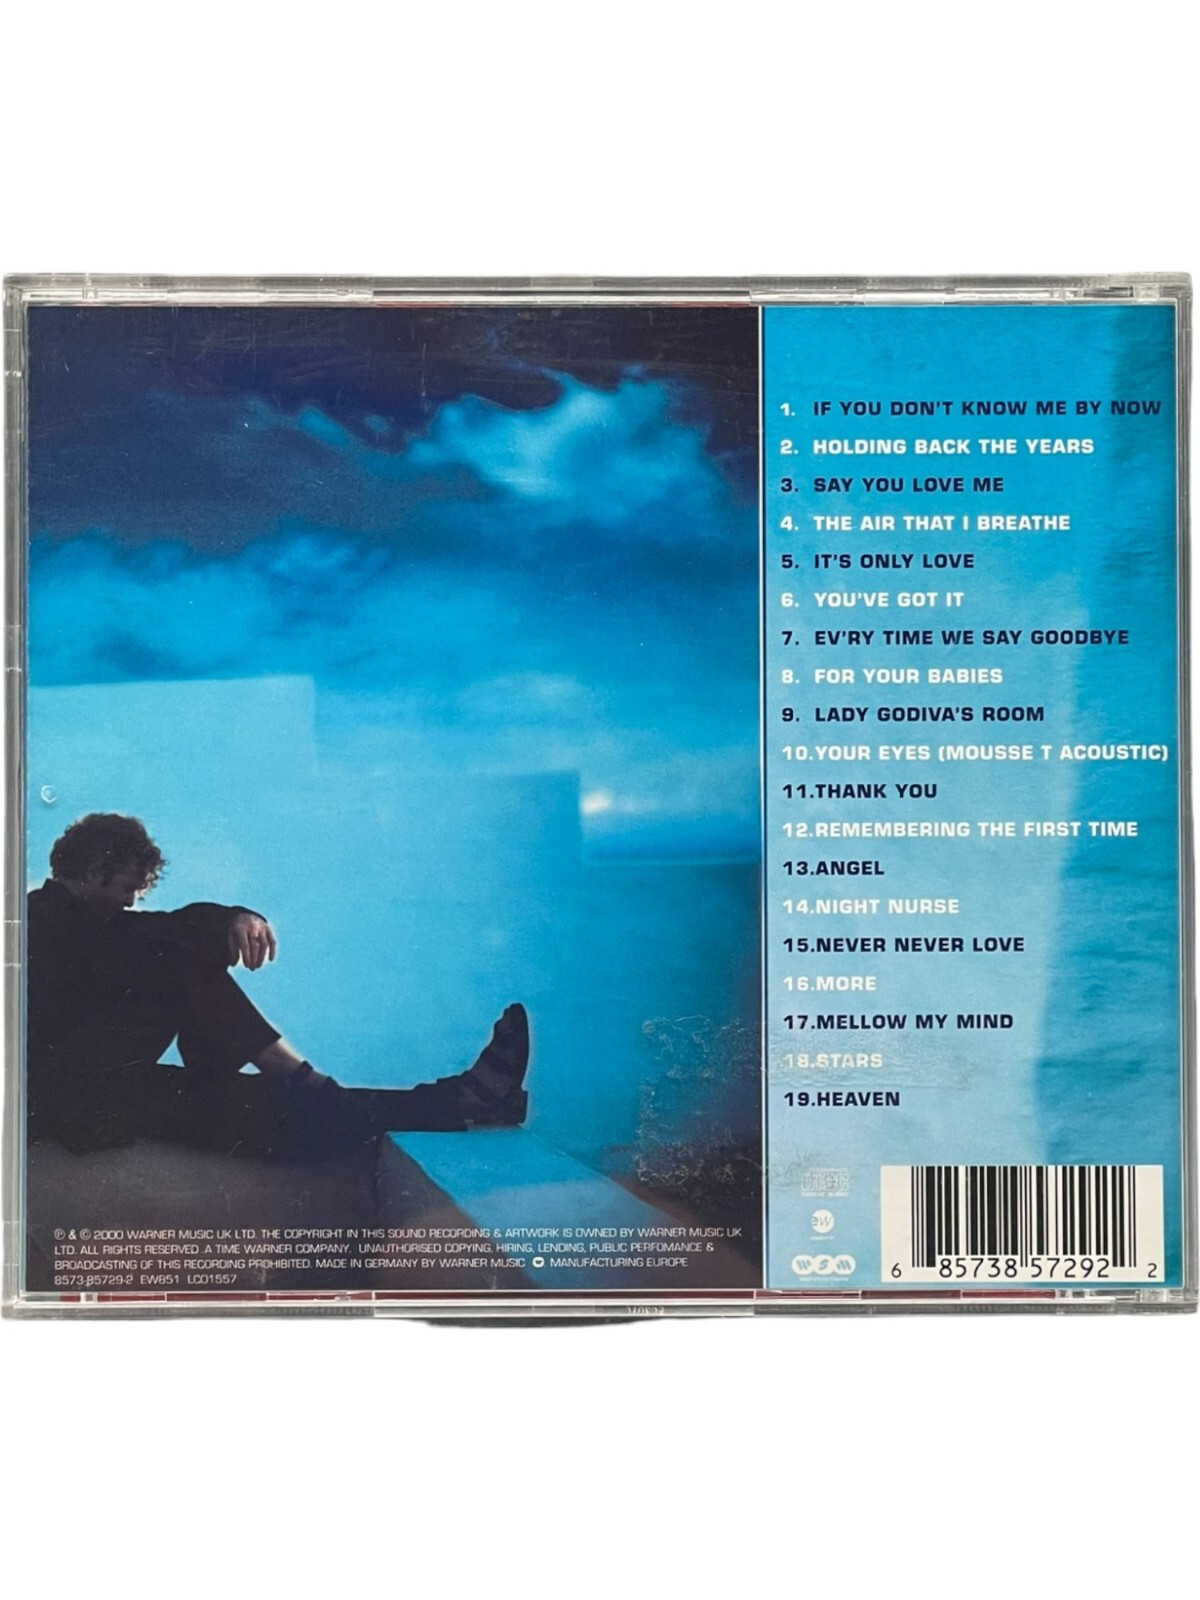 1. IF YOU DON'T KNOW ME BY NOW
2. HOLDING BACK THE YEARS
3. SAY YOU LOVE ME
4. THE AIR THAT I BREATHE
5. IT'S ONLY LOVE
6. YOU'VE GOT IT
7. EV'RY TIME WE SAY GOODBYE
8. FOR YOUR BABIES
9. LADY GODIVA'S ROOM
10.YOUR EYES (MOUSSE T ACOUSTIC)
11.THANK YOU
12.REMEMBERING THE FIRST TIME
13.ANGEL
14.NIGHT NURSE
15.NEVER NEVER LOVE
16.MORE
17.MELLOW MY MIND
18.STARS
19.HEAVEN
℗ & © 2000 WARNER MUSIC UK LTD. THE COPYRIGHT IN THIS SOUND RECORDING & ARTWORK IS OWNED BY WARNER MUSIC UK
LTD. ALL RIGHTS RESERVED .A TIME WARNER COMPANY. UNAUTHORISED COPYING, HIRING, LENDING, PUBLIC PERFOMANCE &
BROADCASTING OF THIS RECORDING PROHIBITED. MADE IN GERMANY BY WARNER MUSIC MANUFACTURING EUROPE
8573-85729-2 EW851 LC01557
disc
ew
wsm
6 85738 57292 2